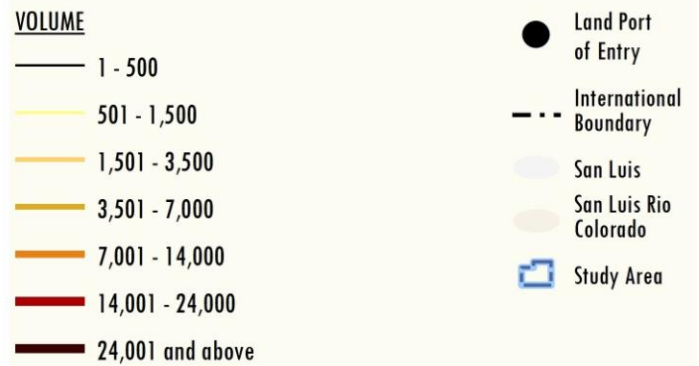 VOLUME
1 - 500
501 - 1,500
1,501 - 3,500
3,501 - 7,000
7,001 - 14,000
14,001 - 24,000
24,001 and above
Land Port
of Entry
International
Boundary
San Luis
San Luis Rio
Colorado
Study Area